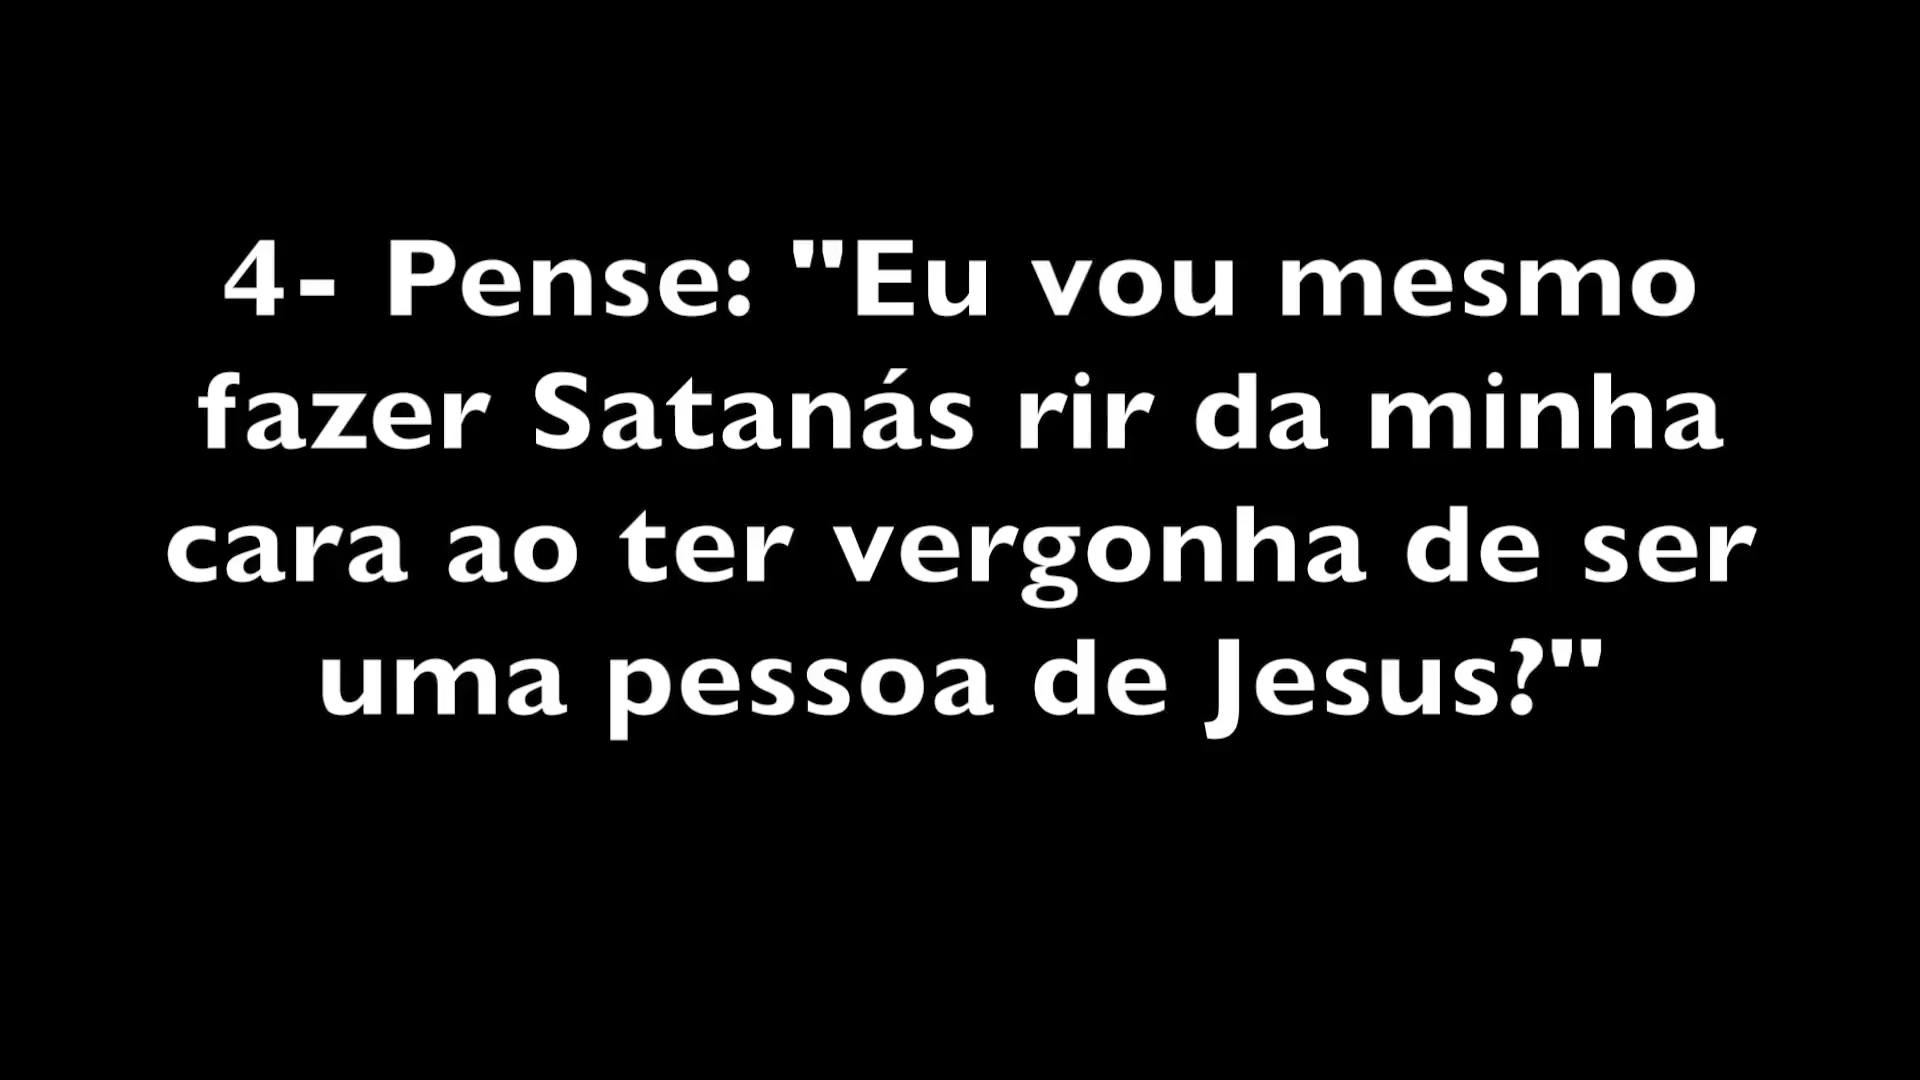 4- Pense: "Eu vou mesmo
fazer Satanás rir da minha
cara ao ter vergonha de ser
uma pessoa de Jesus?"